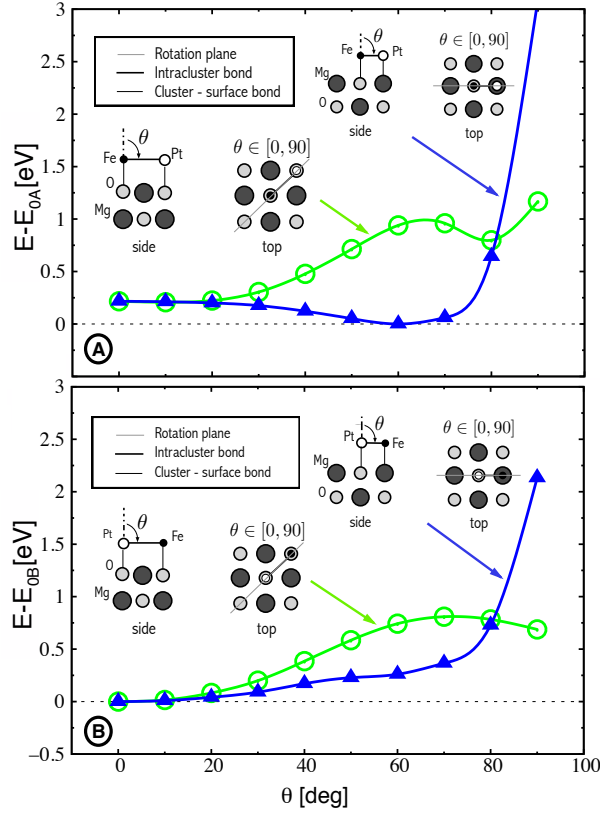 3
2.5
2
1.5
1
0.5
0
E-E0A [eV]
Rotation plane
Intracluster bond
Cluster - surface bond
θ
Fe
Pt
Mg
O
side
θ ∈ [0, 90]
top
θ
Fe
Pt
O
Mg
side
θ ∈ [0, 90]
top
A
3
2.5
2
1.5
1
0.5
0
−0.5
E-E0B [eV]
Rotation plane
Intracluster bond
Cluster - surface bond
θ
Pt
Fe
Mg
O
side
θ ∈ [0, 90]
top
θ
Pt
Fe
O
Mg
side
θ ∈ [0, 90]
top
B
0 20 40 60 80 100
θ [deg]